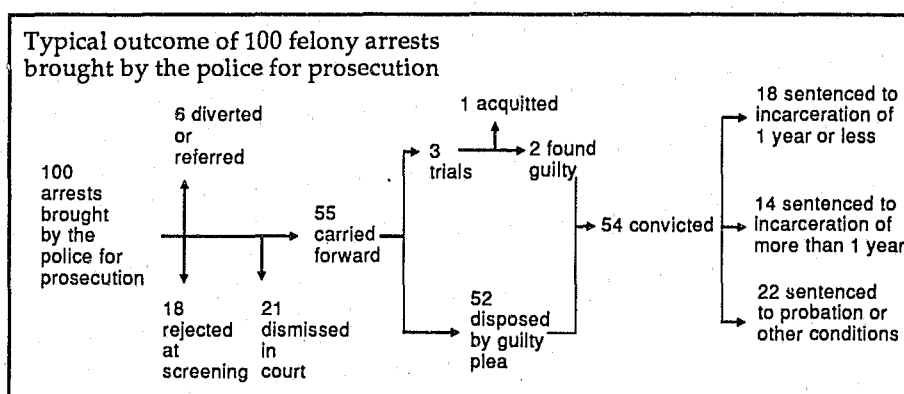 Typical outcome of 100 felony arrests
brought by the police for prosecution
100
arrests
brought
by the
police for
prosecution
6 diverted
or
referred
18
rejected
at
screening
21
dismissed
in
court
55
carried
forward
3
trials
1 acquitted
2 found
guilty
52
disposed
by guilty
plea
54 convicted
18 sentenced to
incarceration of
1 year or less
14 sentenced to
incarceration of
more than 1 year
22 sentenced
to probation or
other conditions